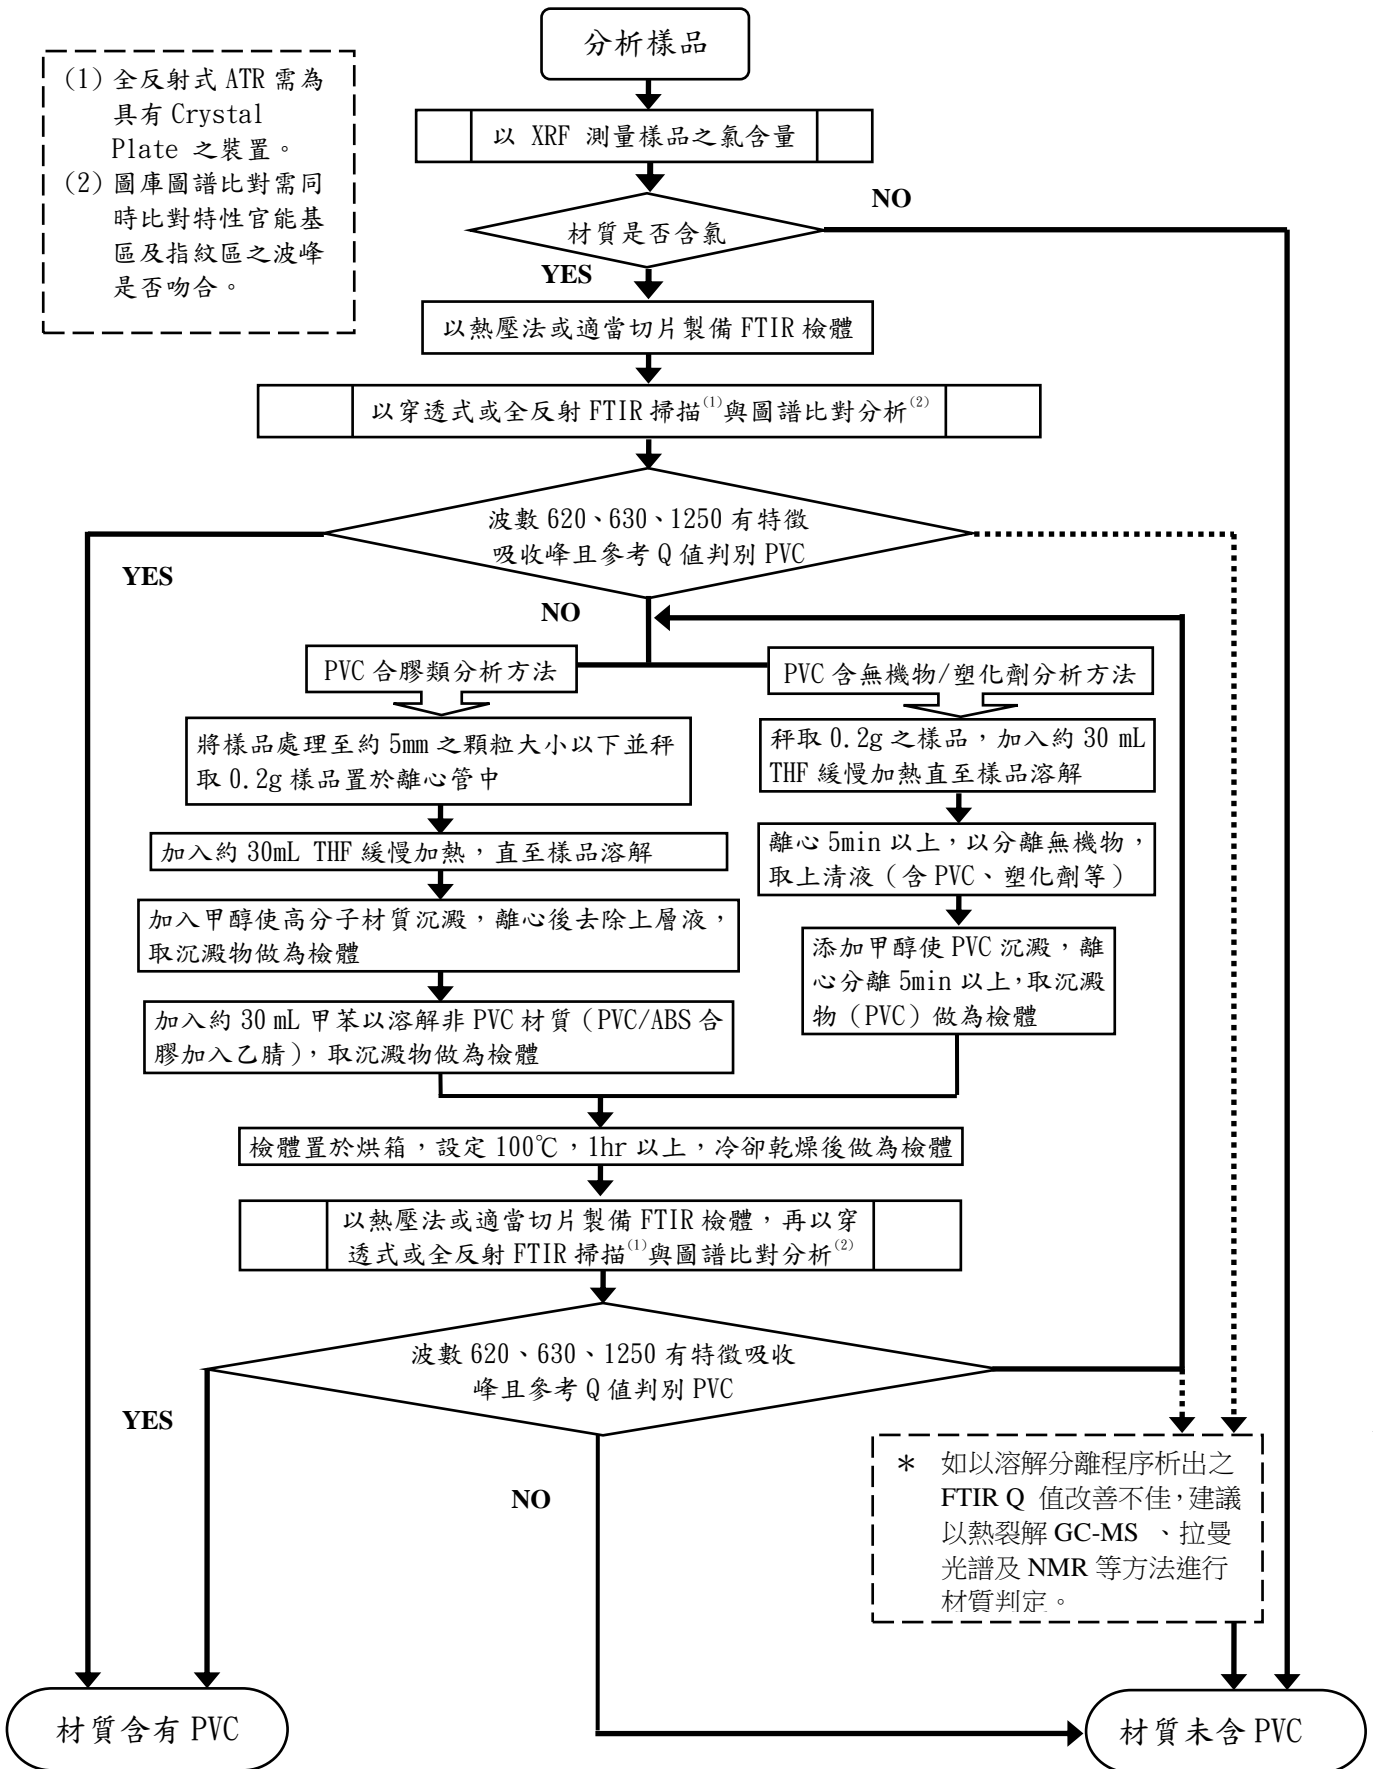 分析樣品
(1) 全反射式 ATR 需為
具有 Crystal
Plate 之裝置。
(2) 圖庫圖譜比對需同
時比對特性官能基
區及指紋區之波峰
是否吻合。
以 XRF 測量樣品之氯含量
NO
材質是否含氯
YES
以熱壓法或適當切片製備 FTIR 檢體
以穿透式或全反射 FTIR 掃描(1)與圖譜比對分析(2)
波數 620、630、1250 有特徵
吸收峰且參考 Q 值判別 PVC
YES
NO
PVC 合膠類分析方法
將樣品處理至約 5mm 之顆粒大小以下並秤
取 0.2g 樣品置於離心管中
加入約 30mL THF 緩慢加熱，直至樣品溶解
加入甲醇使高分子材質沉澱，離心後去除上層液，
取沉澱物做為檢體
加入約 30 mL 甲苯以溶解非 PVC 材質（PVC/ABS 合
膠加入乙腈），取沉澱物做為檢體
PVC 含無機物/塑化劑分析方法
秤取 0.2g 之樣品，加入約 30 mL
THF 緩慢加熱直至樣品溶解
離心 5min 以上，以分離無機物，
取上清液（含 PVC、塑化劑等）
添加甲醇使 PVC 沉澱，離
心分離 5min 以上，取沉澱
物（PVC）做為檢體
檢體置於烘箱，設定 100℃，1hr 以上，冷卻乾燥後做為檢體
以熱壓法或適當切片製備 FTIR 檢體，再以穿
透式或全反射 FTIR 掃描(1)與圖譜比對分析(2)
波數 620、630、1250 有特徵吸收
峰且參考 Q 值判別 PVC
YES
NO
* 如以溶解分離程序析出之
FTIR Q 值改善不佳，建議
以熱裂解 GC-MS 、拉曼
光譜及 NMR 等方法進行
材質判定。
材質含有 PVC
材質未含 PVC